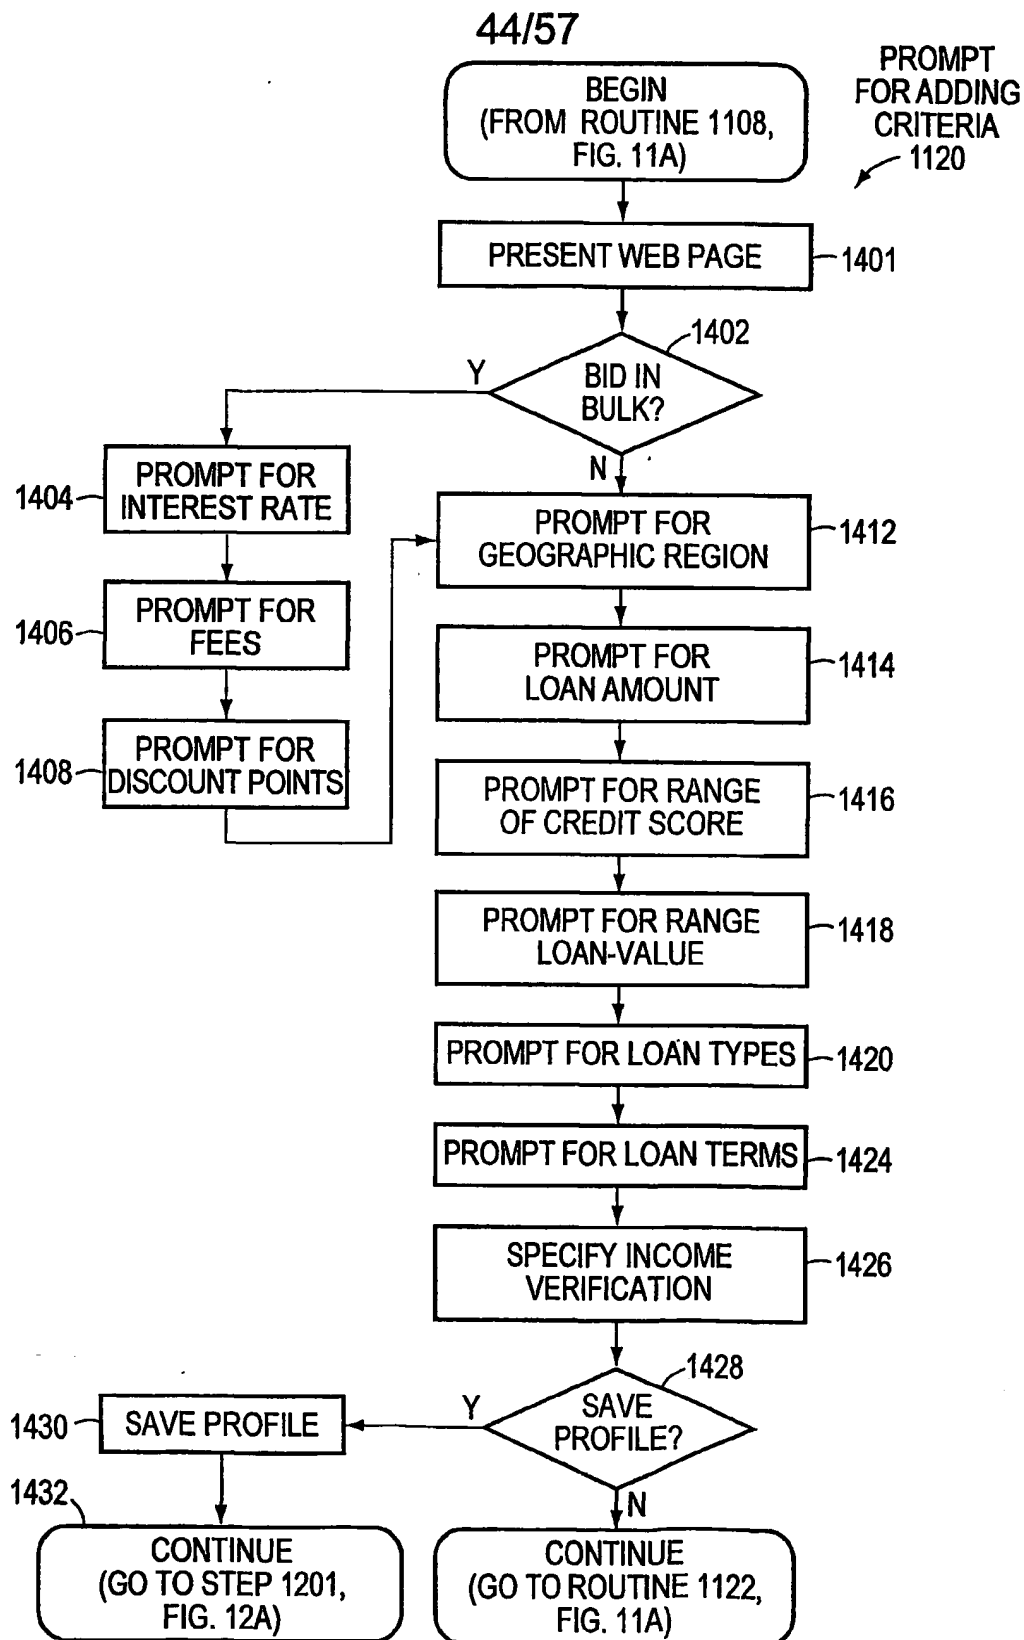 44/57
PROMPT
FOR ADDING
CRITERIA
1120
BEGIN
(FROM ROUTINE 1108,
FIG. 11A)
PRESENT WEB PAGE
1401
1402
BID IN
BULK?
Y
N
1404
PROMPT FOR
INTEREST RATE
1406
PROMPT FOR
FEES
1408
PROMPT FOR
DISCOUNT POINTS
PROMPT FOR
GEOGRAPHIC REGION
1412
PROMPT FOR
LOAN AMOUNT
1414
PROMPT FOR RANGE
OF CREDIT SCORE
1416
PROMPT FOR RANGE
LOAN-VALUE
1418
PROMPT FOR LOAN TYPES
1420
PROMPT FOR LOAN TERMS
1424
SPECIFY INCOME
VERIFICATION
1426
1428
SAVE
PROFILE?
Y
N
1430
SAVE PROFILE
1432
CONTINUE
(GO TO STEP 1201,
FIG. 12A)
CONTINUE
(GO TO ROUTINE 1122,
FIG. 11A)